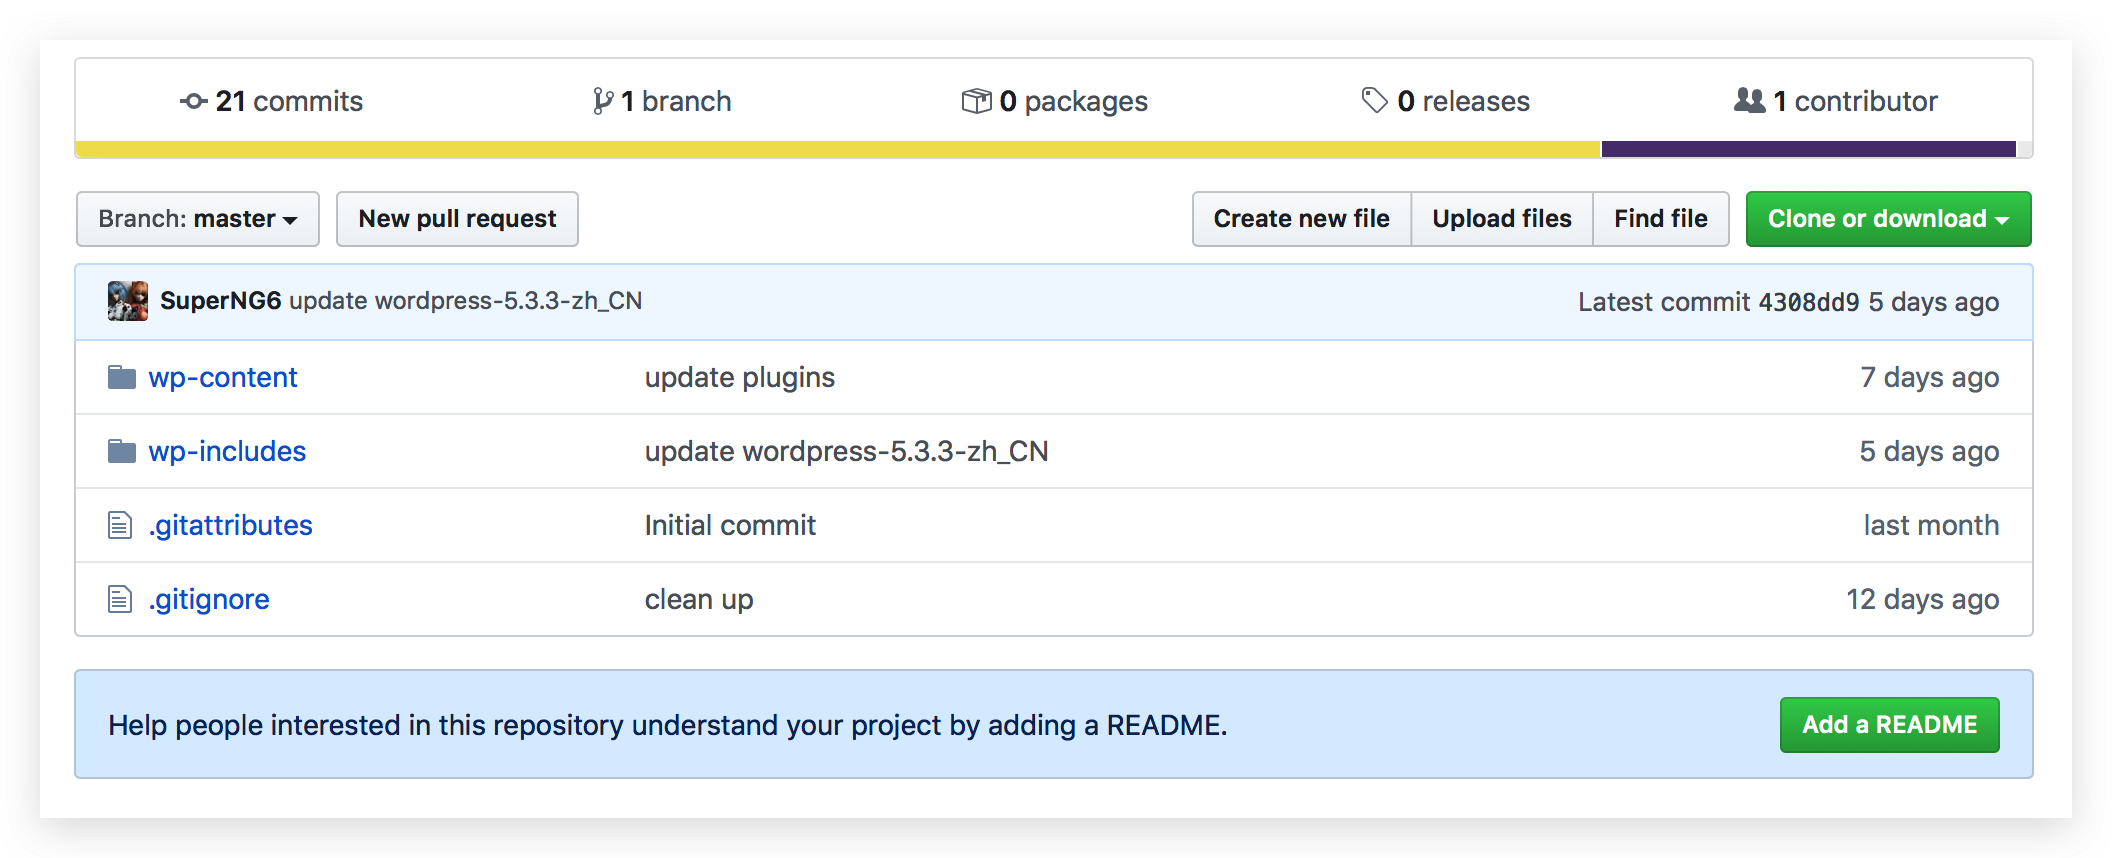 21 commits 1 branch 0 packages 0 releases 1 contributor
Branch: master New pull request Create new file Upload files Find file Clone or download
SuperNG6 update wordpress-5.3.3-zh_CN Latest commit 4308dd9 5 days ago
wp-content update plugins 7 days ago
wp-includes update wordpress-5.3.3-zh_CN 5 days ago
.gitattributes Initial commit last month
.gitignore clean up 12 days ago
Help people interested in this repository understand your project by adding a README. Add a README